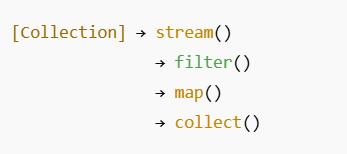 [Collection] → stream()
→ filter()
→ map()
→ collect()